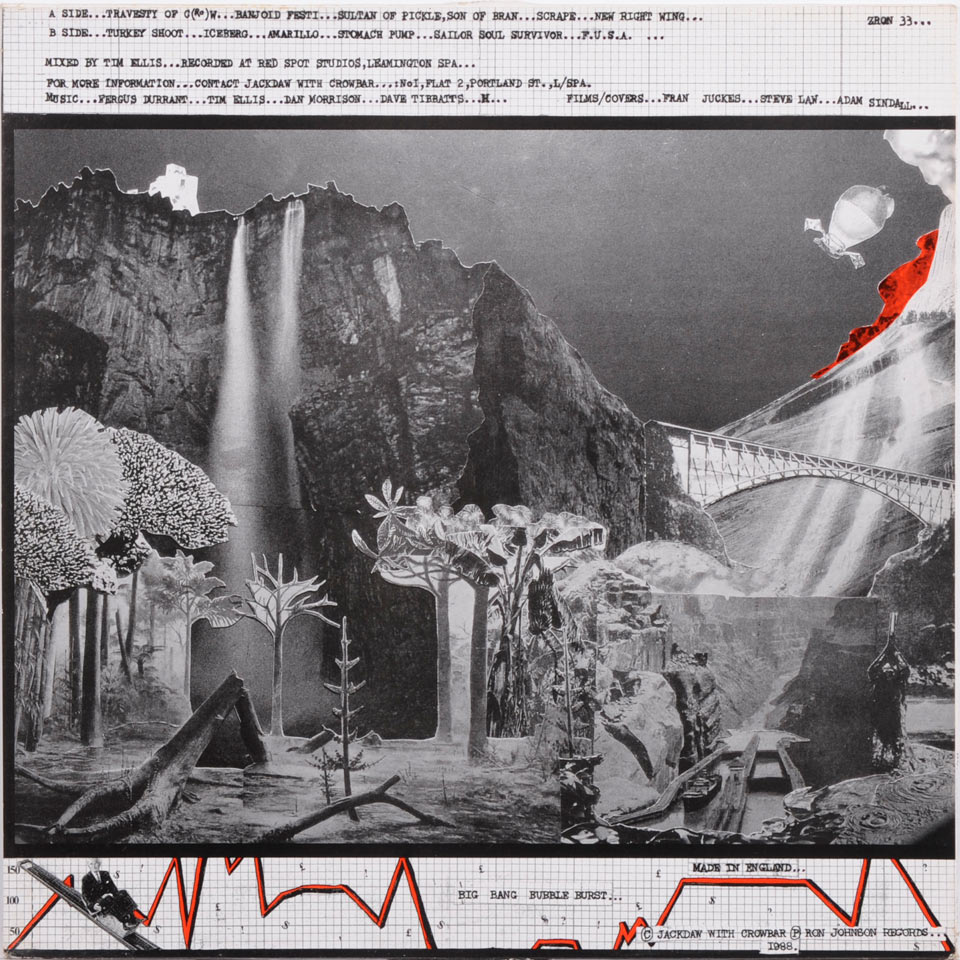 A SIDE...TRAVESTY OF C(Ro)W...BANJOID FESTI...SULTAN OF PICKLE,SON OF BRAN...SCRAPE...NEW RIGHT WING...
ZRON 33...
B SIDE...TURKEY SHOOT...ICEBERG...AMARILLO...STOMACH PUMP...SAILOR SOUL SURVIVOR...F.U.S.A. ...
MIXED BY TIM ELLIS...RECORDED AT RED SPOT STUDIOS,LEAMINGTON SPA...
FOR MORE INFORMATION...CONTACT JACKDAW WITH CROWBAR...:No1,FLAT 2,PORTLAND ST.,L/SPA.
MUSIC...FERGUS DURRANT...TIM ELLIS...DAN MORRISON...DAVE TIBBATTS...H... FILMS/COVERS...FRAN JUCKES...STEVE LAW...ADAM SINDALL...
150
100
50
MADE IN ENGLAND...
BIG BANG BUBBLE BURST...
© JACKDAW WITH CROWBAR Ⓟ RON JOHNSON RECORDS...
1988.